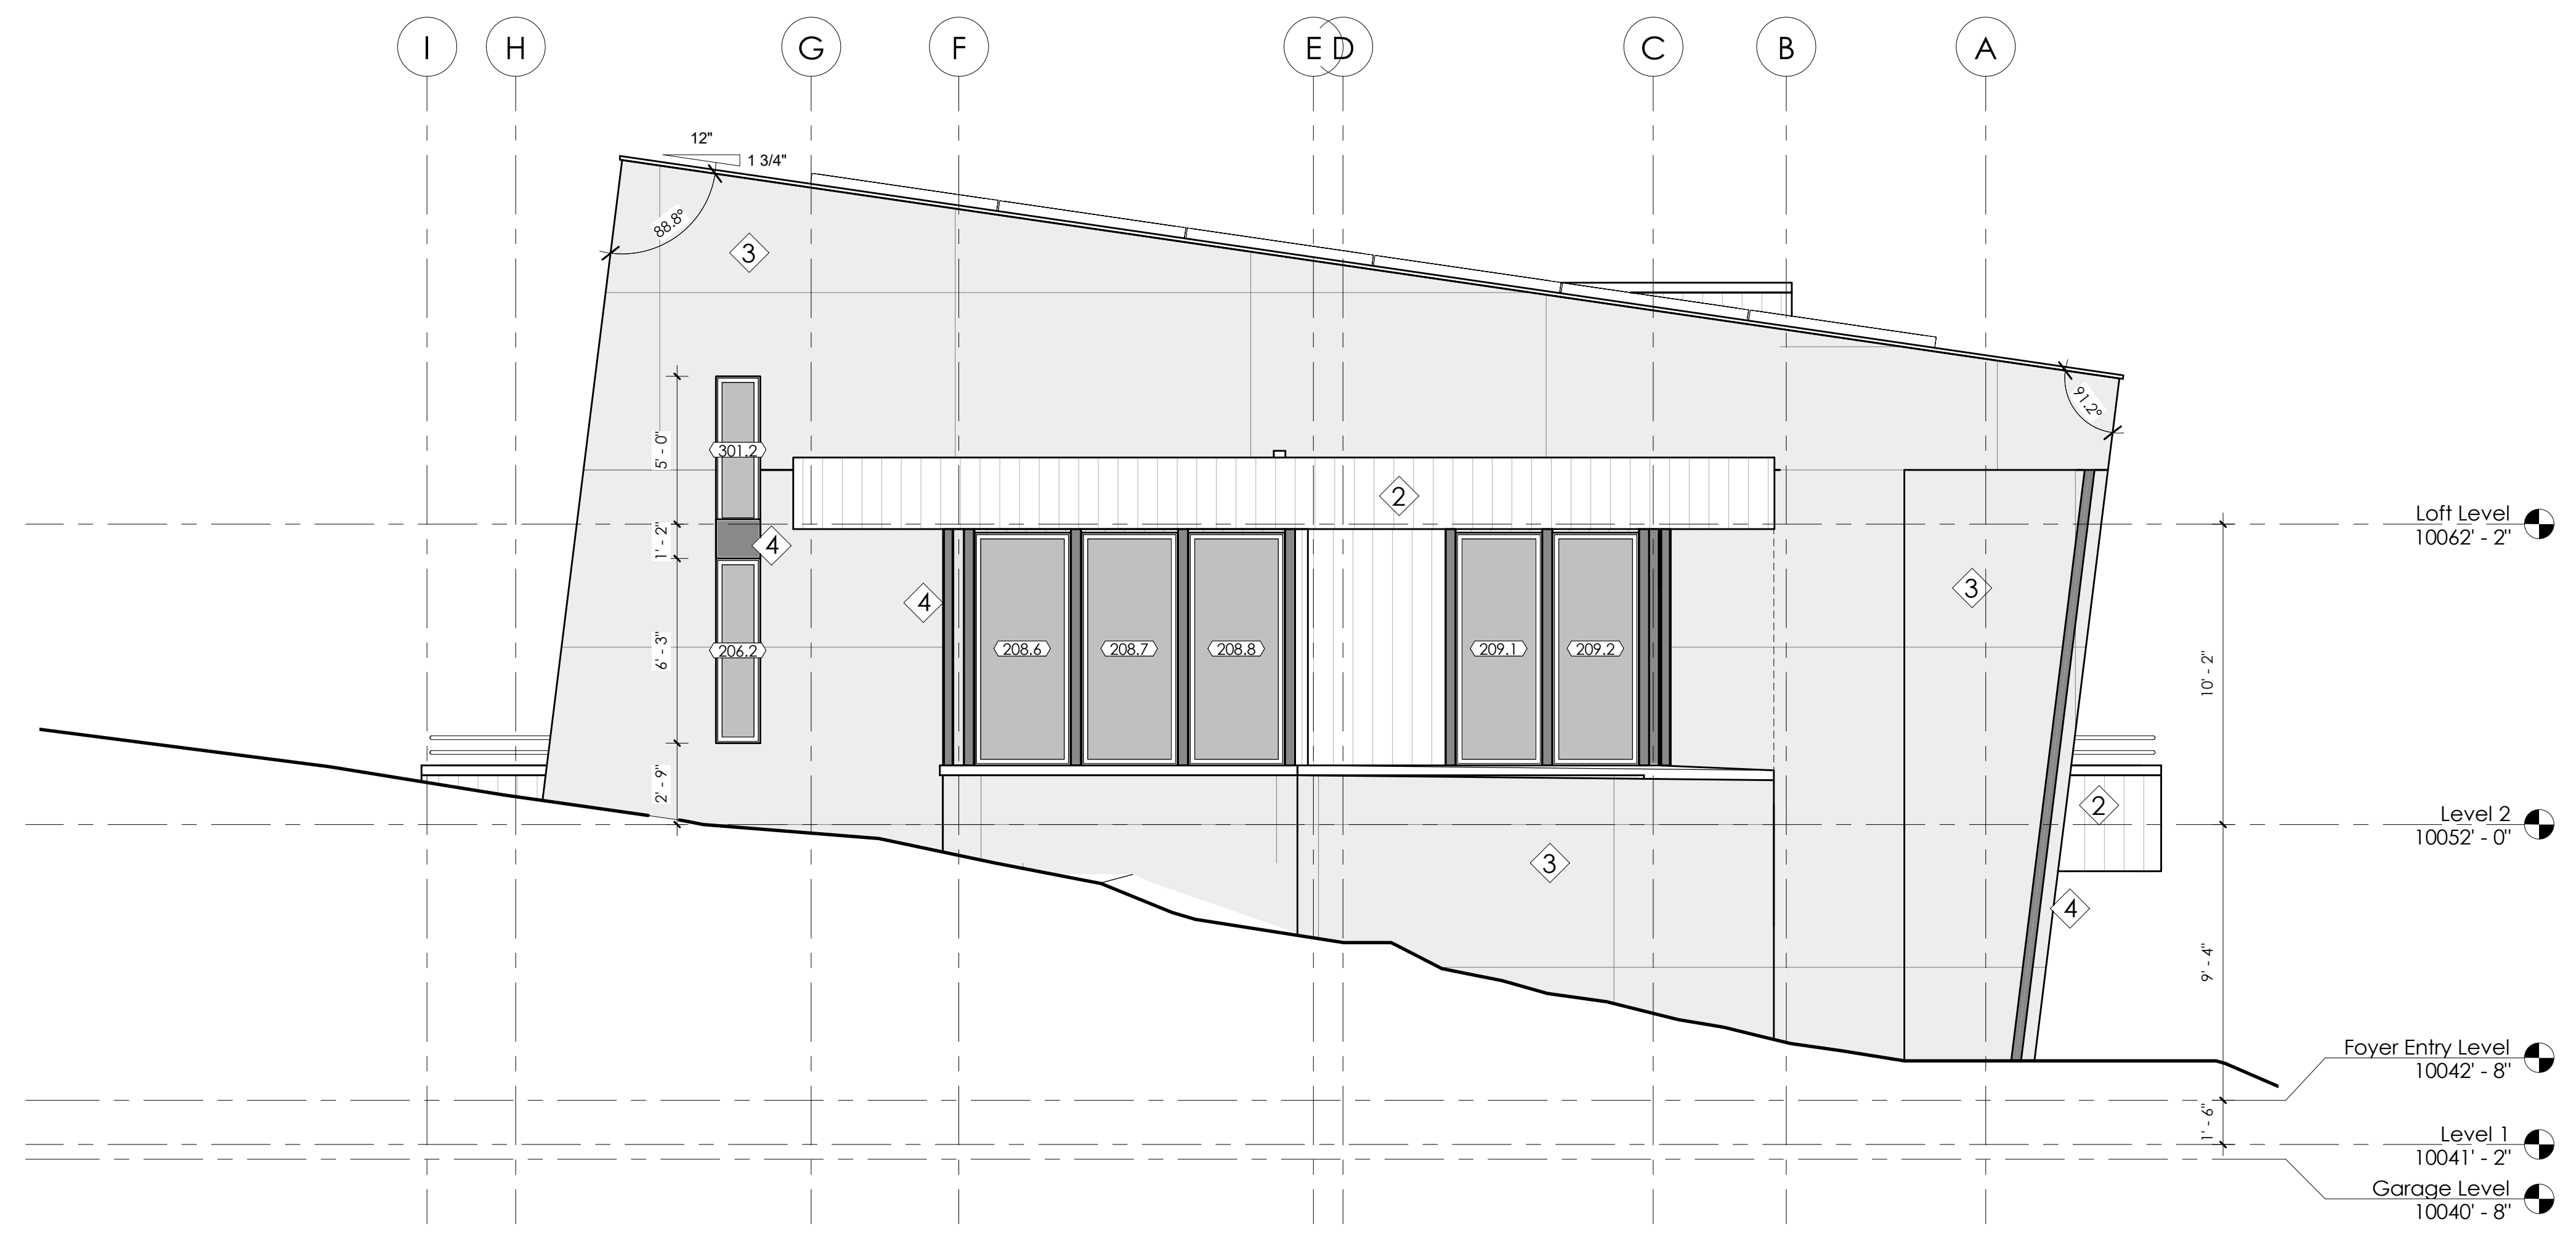 I H G F E D C B A
12"
1 3/4"
88.8°
3
91.2°
5' - 0"
301.2
2
Loft Level
10062' - 2"
1' - 2"
4
3
4
208.6 208.7 208.8 209.1 209.2
6' - 3"
206.2
10' - 2"
2' - 9"
2
Level 2
10052' - 0"
3
4
9' - 4"
Foyer Entry Level
10042' - 8"
1' - 6"
Level 1
10041' - 2"
Garage Level
10040' - 8"